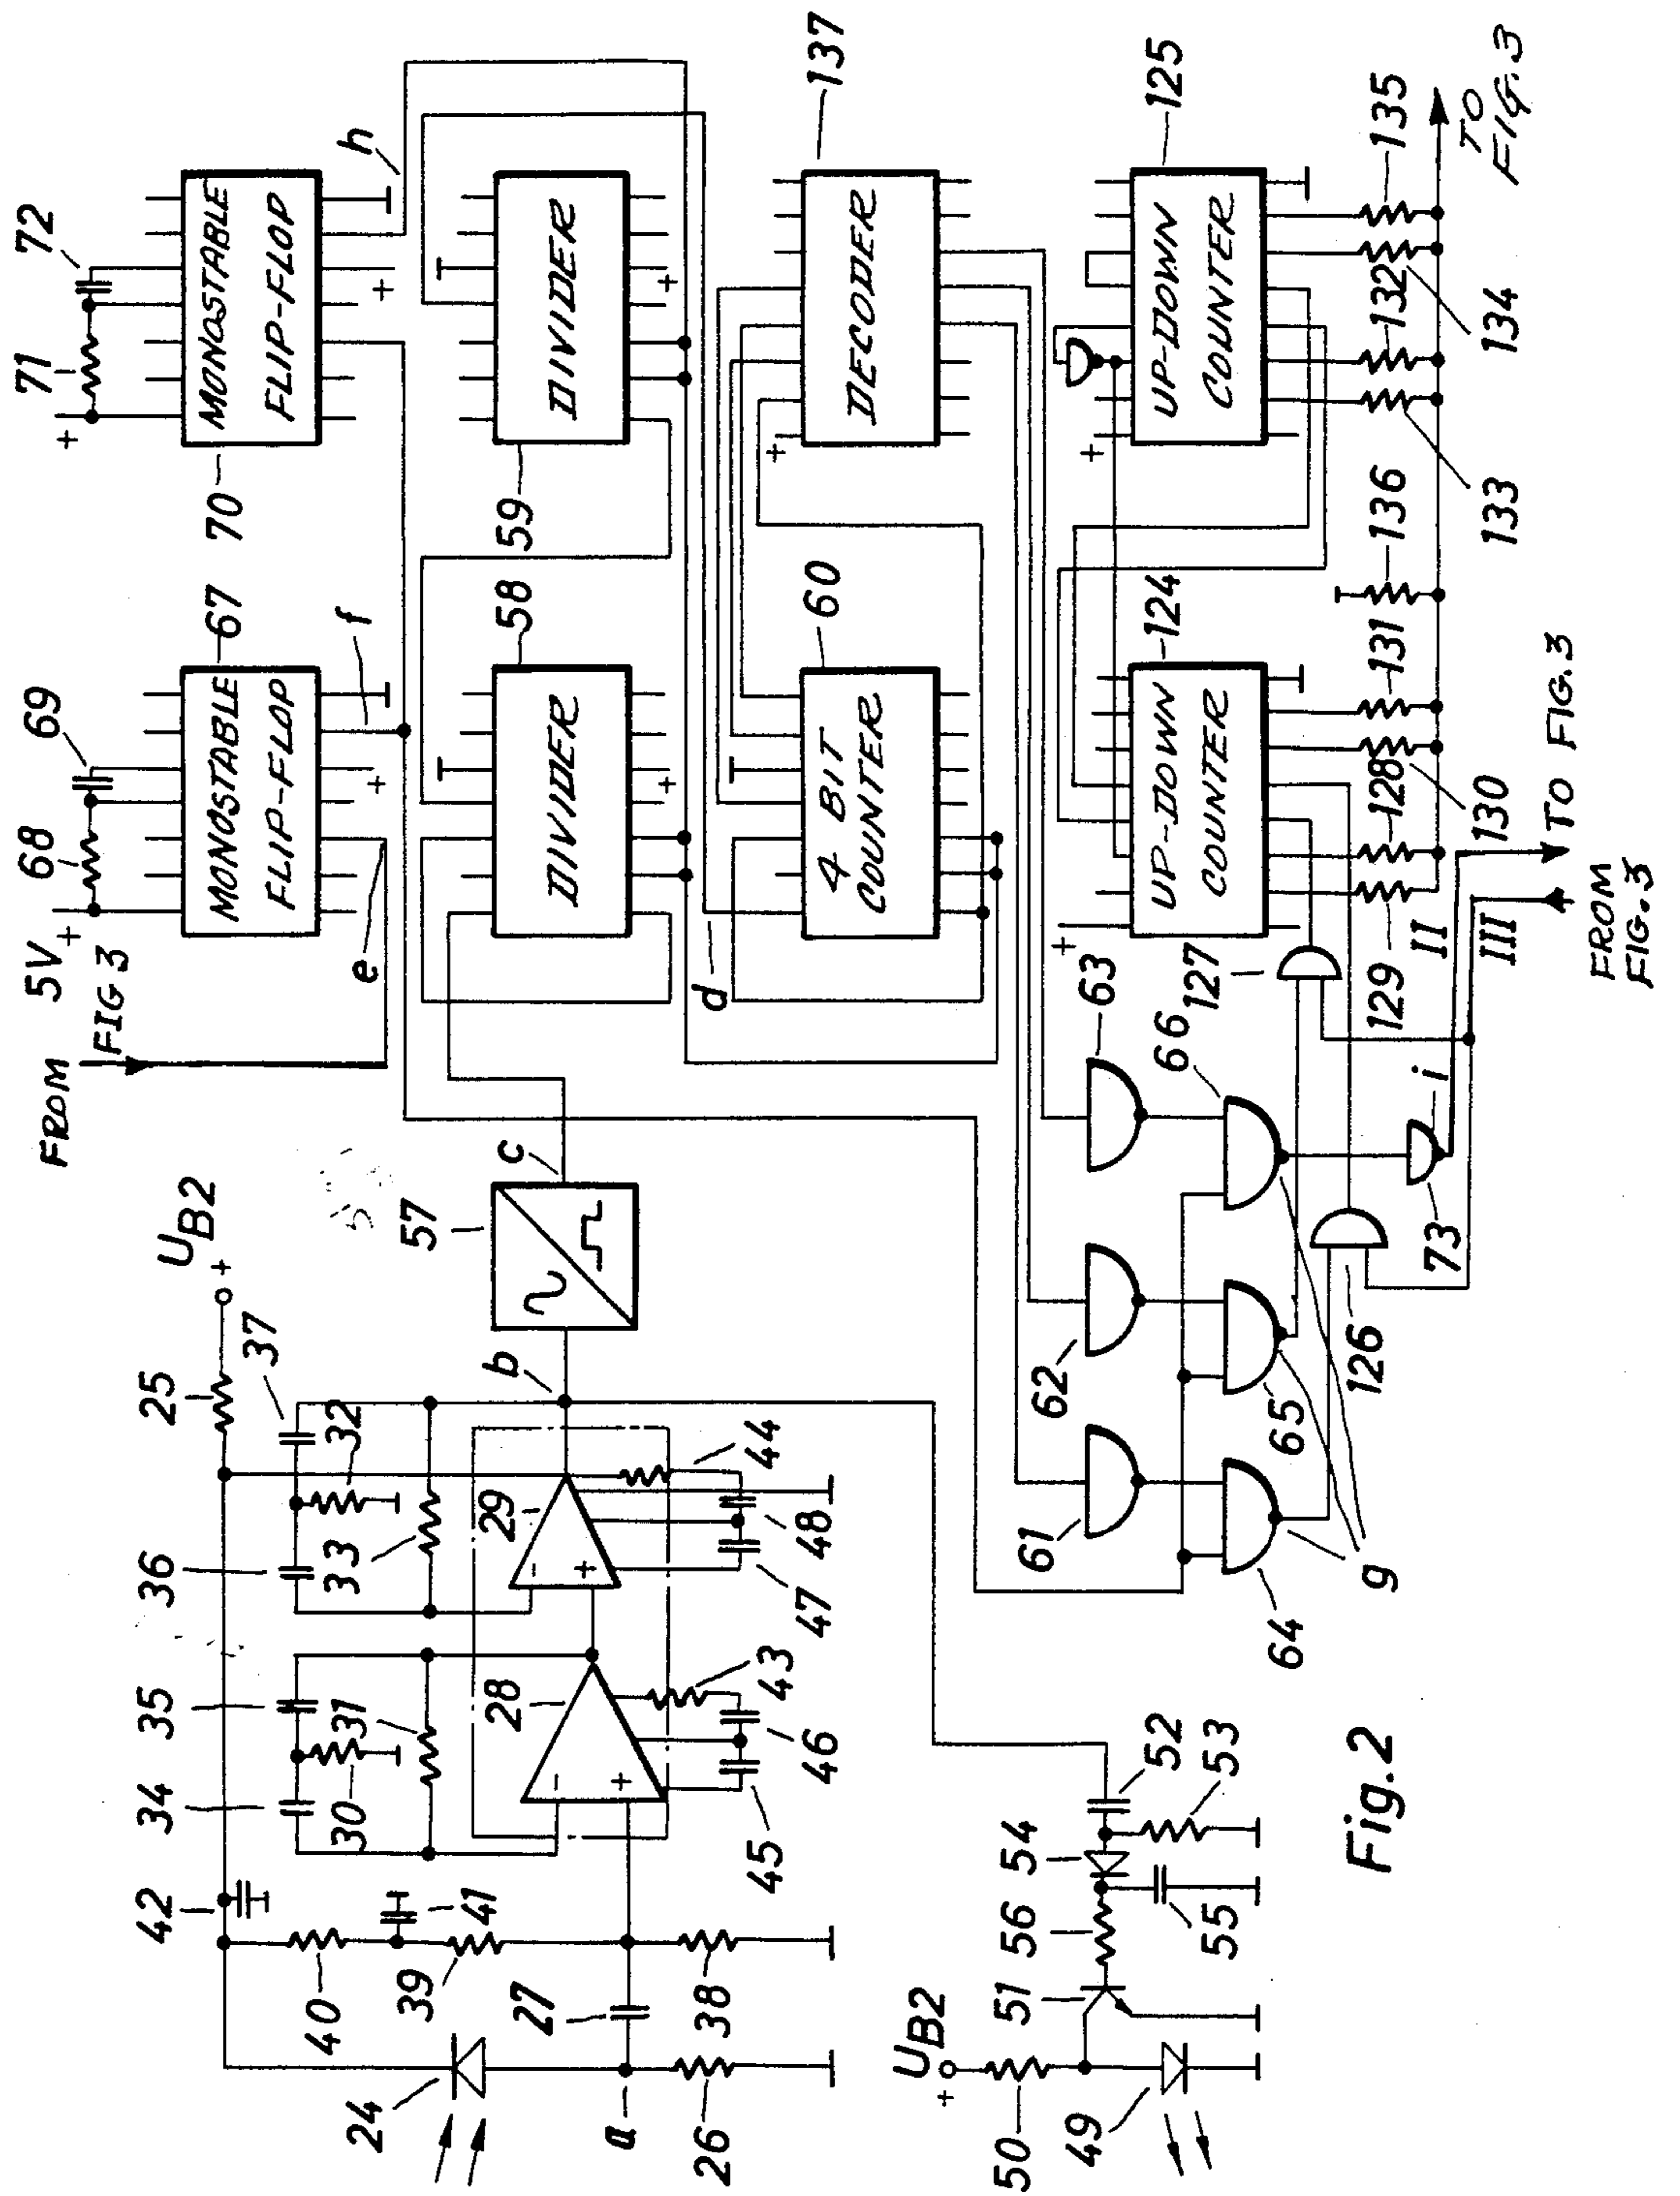 71
72
+
MONOSTABLE
FLIP-FLOP
70
h
+
68
69
5V
+
MONOSTABLE
FLIP-FLOP
67
f
+
e
FROM
FIG 3
DIVIDER
59
+
DIVIDER
58
+
DECODER
137
+
4 BIT
COUNTER
60
d
UP-DOWN
COUNTER
125
+
UP-DOWN
COUNTER
124
+
135
134
132
133
136
131
130
128
129
TO
FIG.3
TO FIG.3
FROM
FIG.3
II
III
127
63
66
i
73
126
62
65
61
64
g
UB2
+
25
37
32
36
33
35
31
34
30
42
41
40
39
27
38
24
a
26
28
-
+
29
-
+
43
46
45
44
48
47
b
57
c
UB2
+
50
49
51
56
54
55
52
53
Fig.2